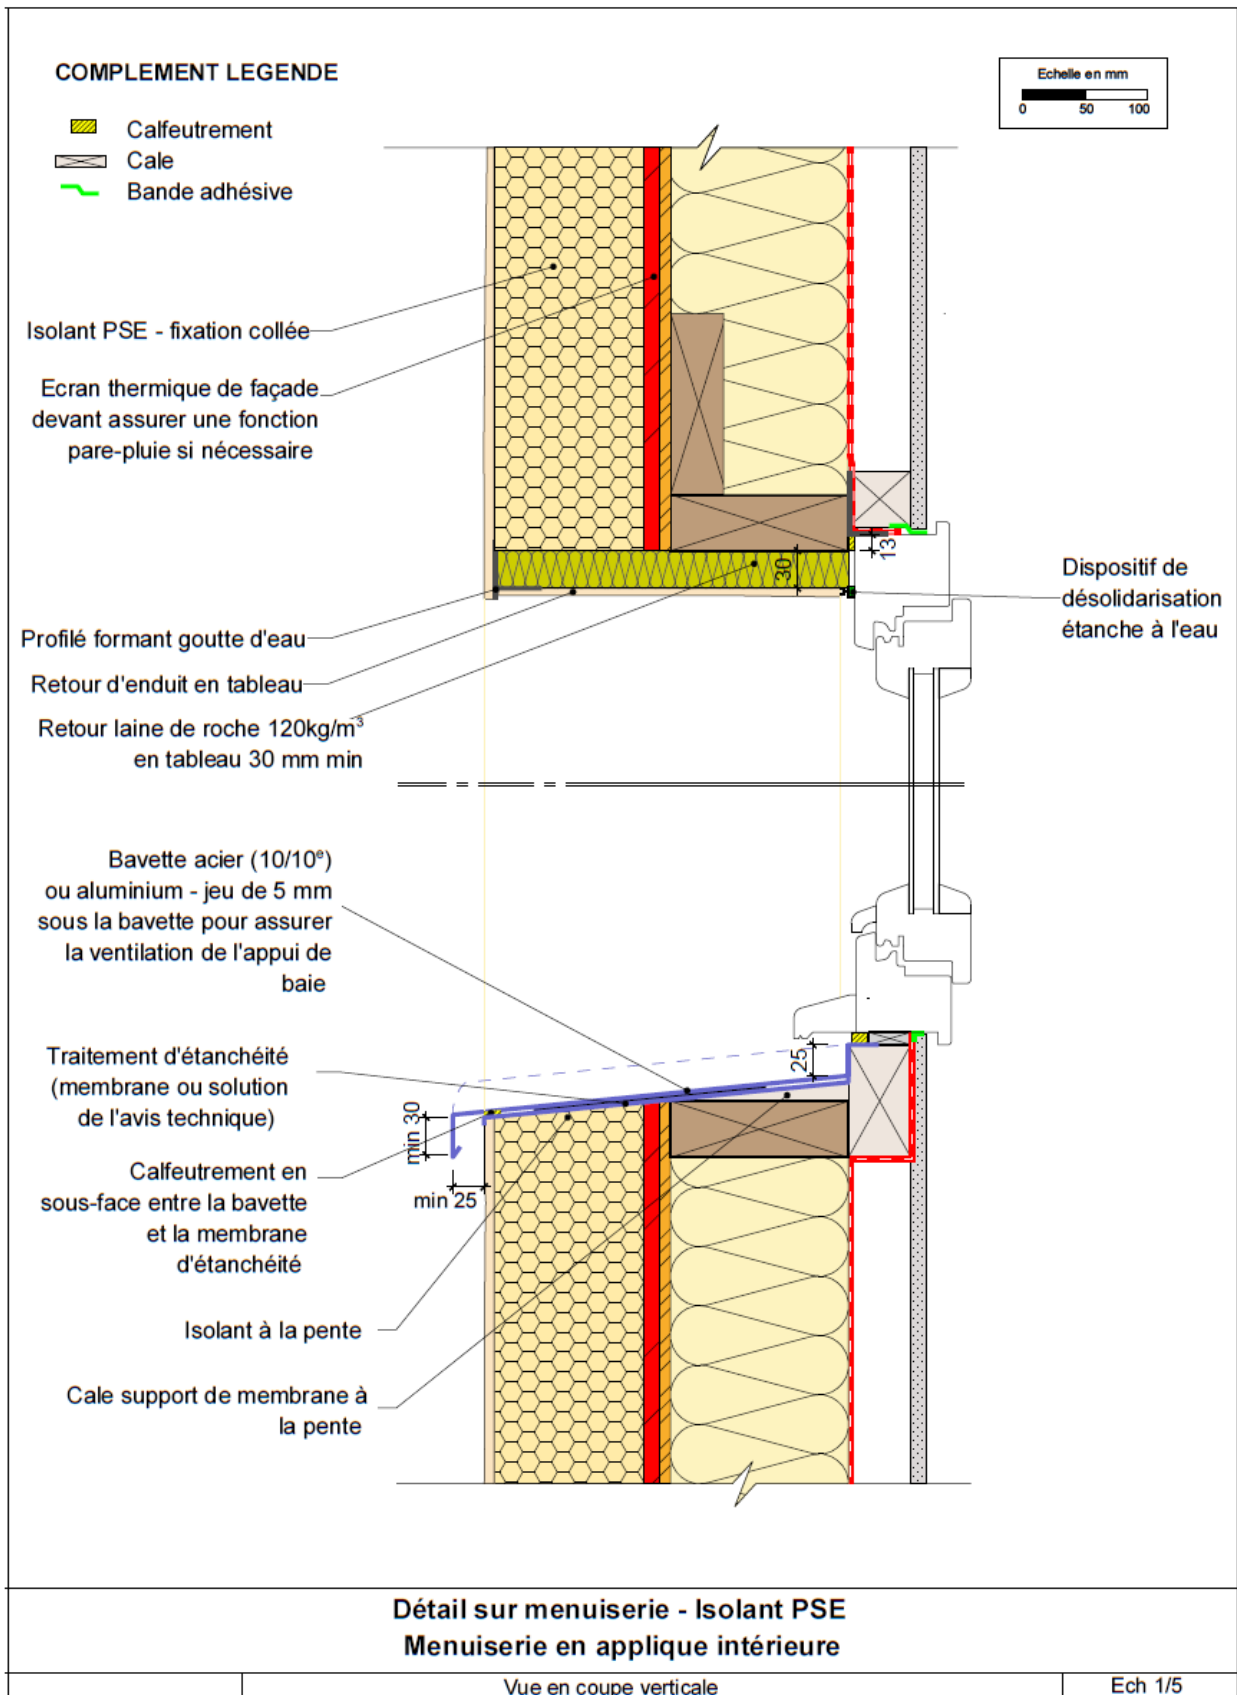 COMPLEMENT LEGENDE
Calfeutrement
Cale
Bande adhésive
Echelle en mm
0 50 100
Isolant PSE - fixation collée
Ecran thermique de façade
devant assurer une fonction
pare-pluie si nécessaire
13
30
Dispositif de
désolidarisation
étanche à l'eau
Profilé formant goutte d'eau
Retour d'enduit en tableau
Retour laine de roche 120kg/m³
en tableau 30 mm min
Bavette acier (10/10ᵉ)
ou aluminium - jeu de 5 mm
sous la bavette pour assurer
la ventilation de l'appui de
baie
Traitement d'étanchéité
(membrane ou solution
de l'avis technique)
25
min 30
min 25
Calfeutrement en
sous-face entre la bavette
et la membrane
d'étanchéité
Isolant à la pente
Cale support de membrane à
la pente
Détail sur menuiserie - Isolant PSE
Menuiserie en applique intérieure
Vue en coupe verticale
Ech 1/5